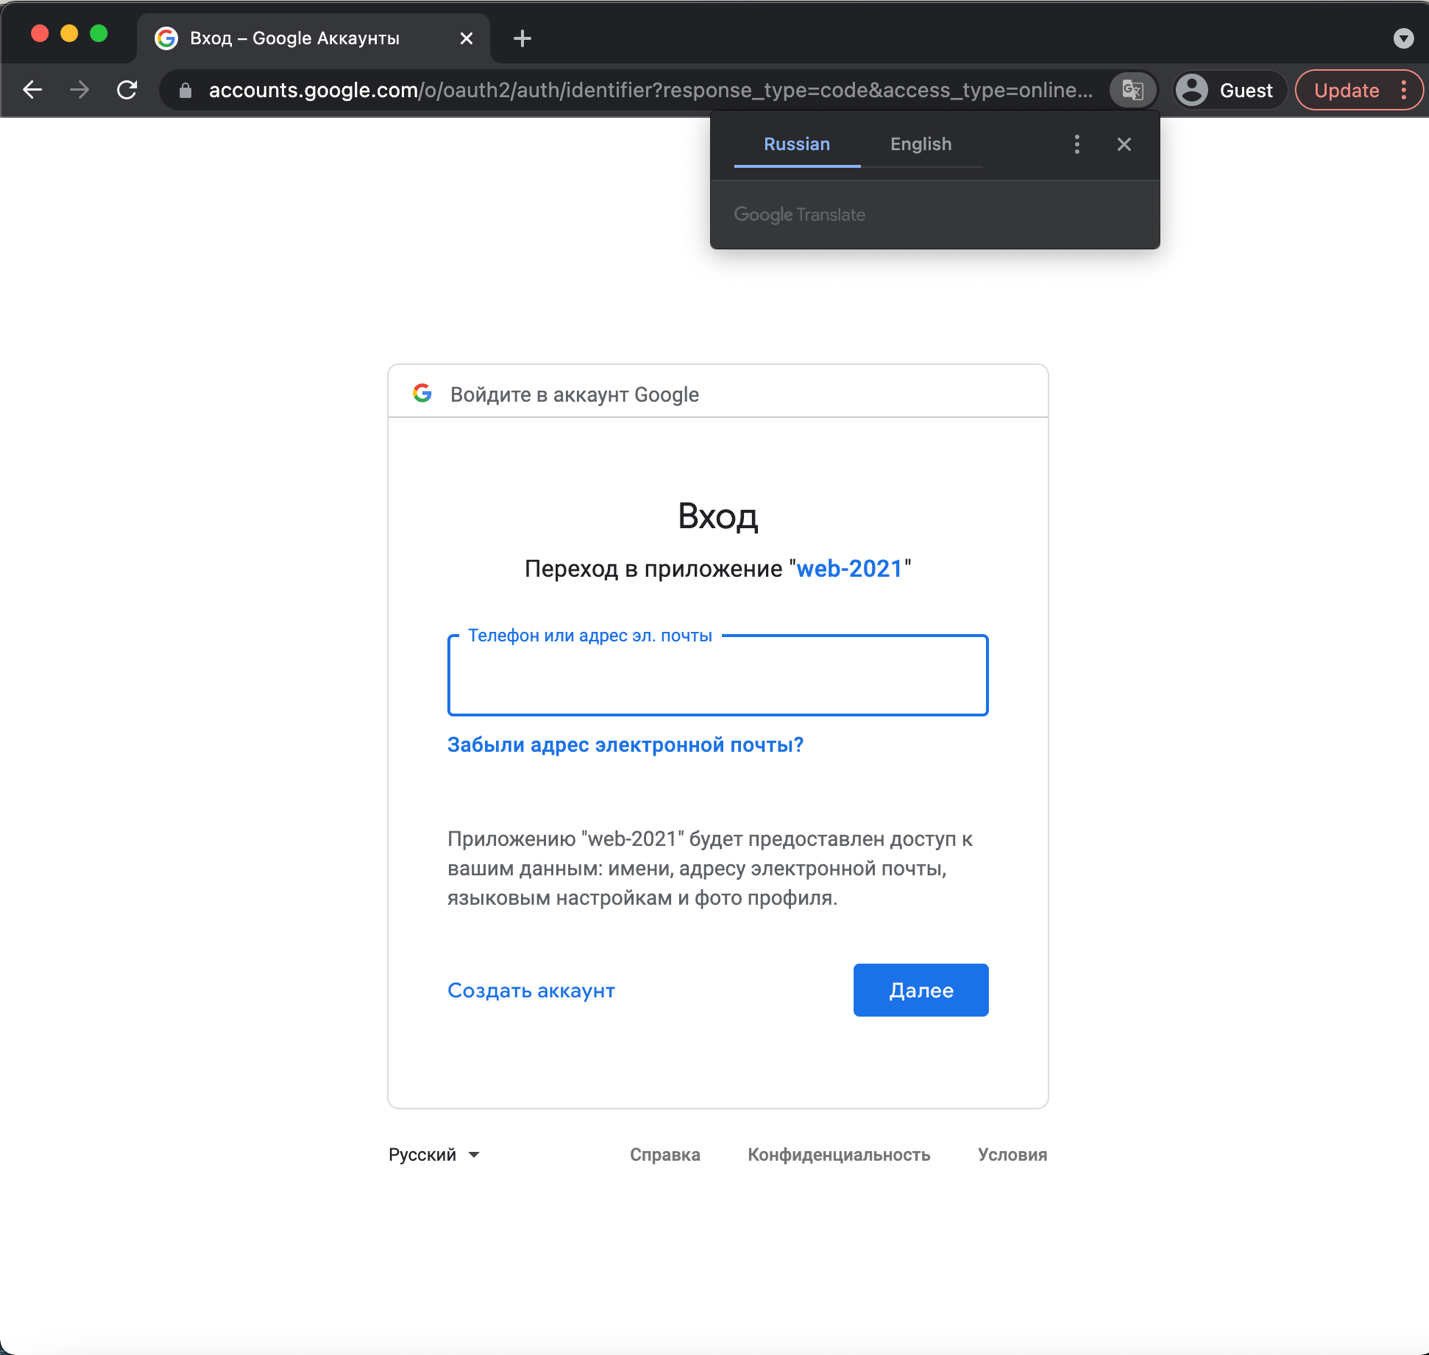 Вход – Google Аккаунты
accounts.google.com/o/oauth2/auth/identifier?response_type=code&access_type=online...
Guest
Update
Russian
English
Google Translate
Войдите в аккаунт Google
Вход
Переход в приложение "web-2021"
Телефон или адрес эл. почты
Забыли адрес электронной почты?
Приложению "web-2021" будет предоставлен доступ к
вашим данным: имени, адресу электронной почты,
языковым настройкам и фото профиля.
Создать аккаунт
Далее
Русский
Справка
Конфиденциальность
Условия